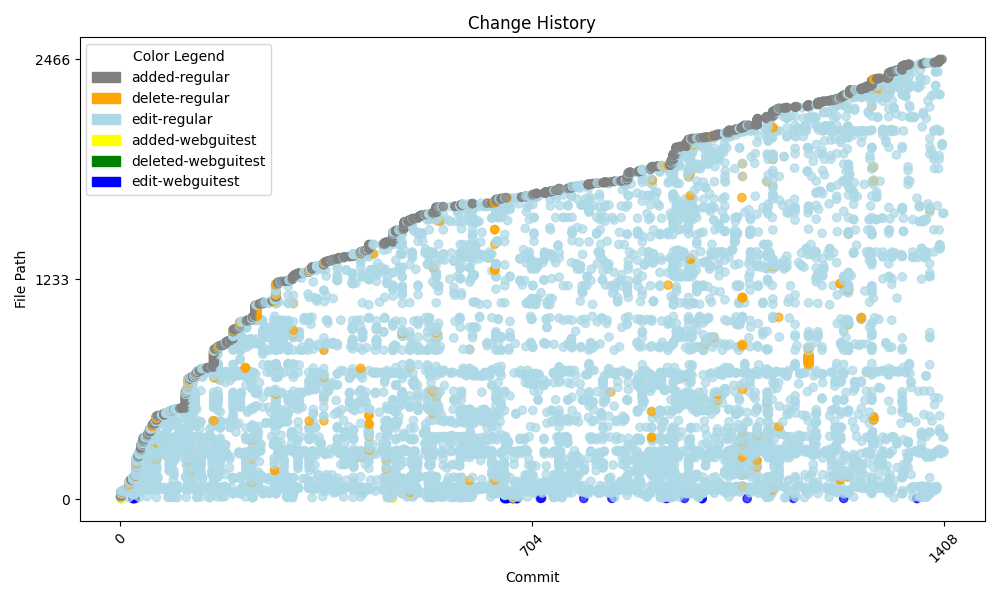 Change History
Color Legend
added-regular
delete-regular
edit-regular
added-webguitest
deleted-webguitest
edit-webguitest
2466
1233
0
File Path
0
704
1408
Commit